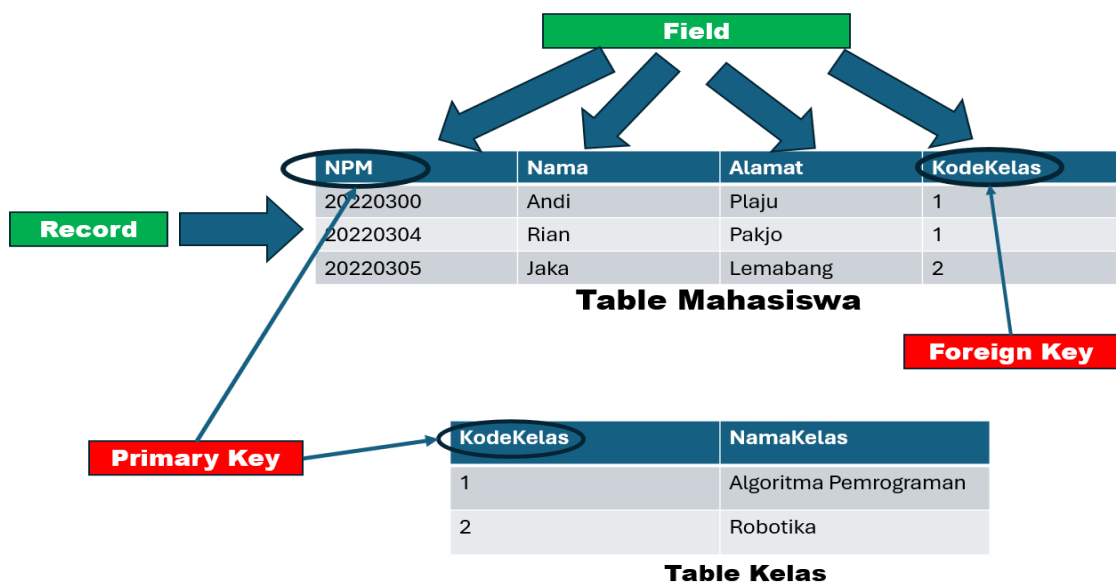 Field
NPM Nama Alamat KodeKelas
20220300 Andi Plaju 1
Record
20220304 Rian Pakjo 1
20220305 Jaka Lemabang 2
Table Mahasiswa
Foreign Key
Primary Key
KodeKelas NamaKelas
1 Algoritma Pemrograman
2 Robotika
Table Kelas